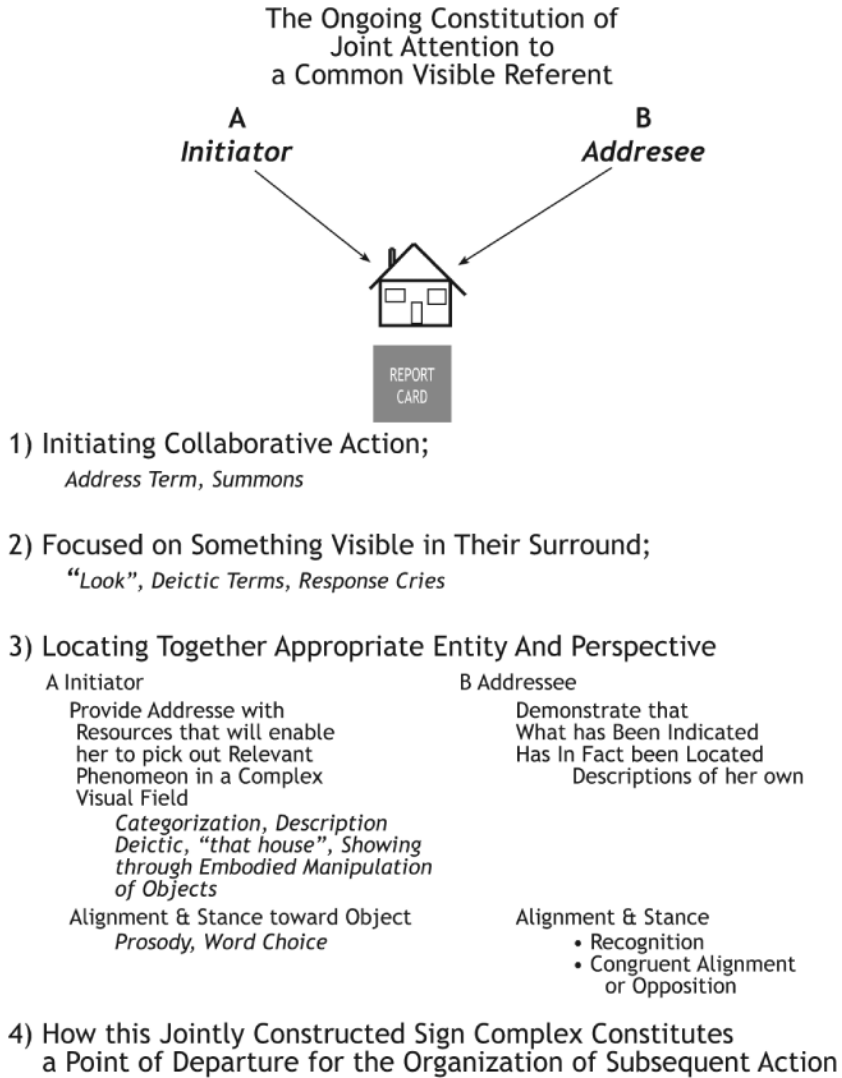 The Ongoing Constitution of
Joint Attention to
a Common Visible Referent
A
Initiator
B
Addresee
REPORT
CARD
1) Initiating Collaborative Action;
Address Term, Summons
2) Focused on Something Visible in Their Surround;
“Look”, Deictic Terms, Response Cries
3) Locating Together Appropriate Entity And Perspective
A Initiator
Provide Addresse with
Resources that will enable
her to pick out Relevant
Phenomeon in a Complex
Visual Field
Categorization, Description
Deictic, “that house”, Showing
through Embodied Manipulation
of Objects
Alignment & Stance toward Object
Prosody, Word Choice
B Addressee
Demonstrate that
What has Been Indicated
Has In Fact been Located
Descriptions of her own
Alignment & Stance
• Recognition
• Congruent Alignment
or Opposition
4) How this Jointly Constructed Sign Complex Constitutes
a Point of Departure for the Organization of Subsequent Action